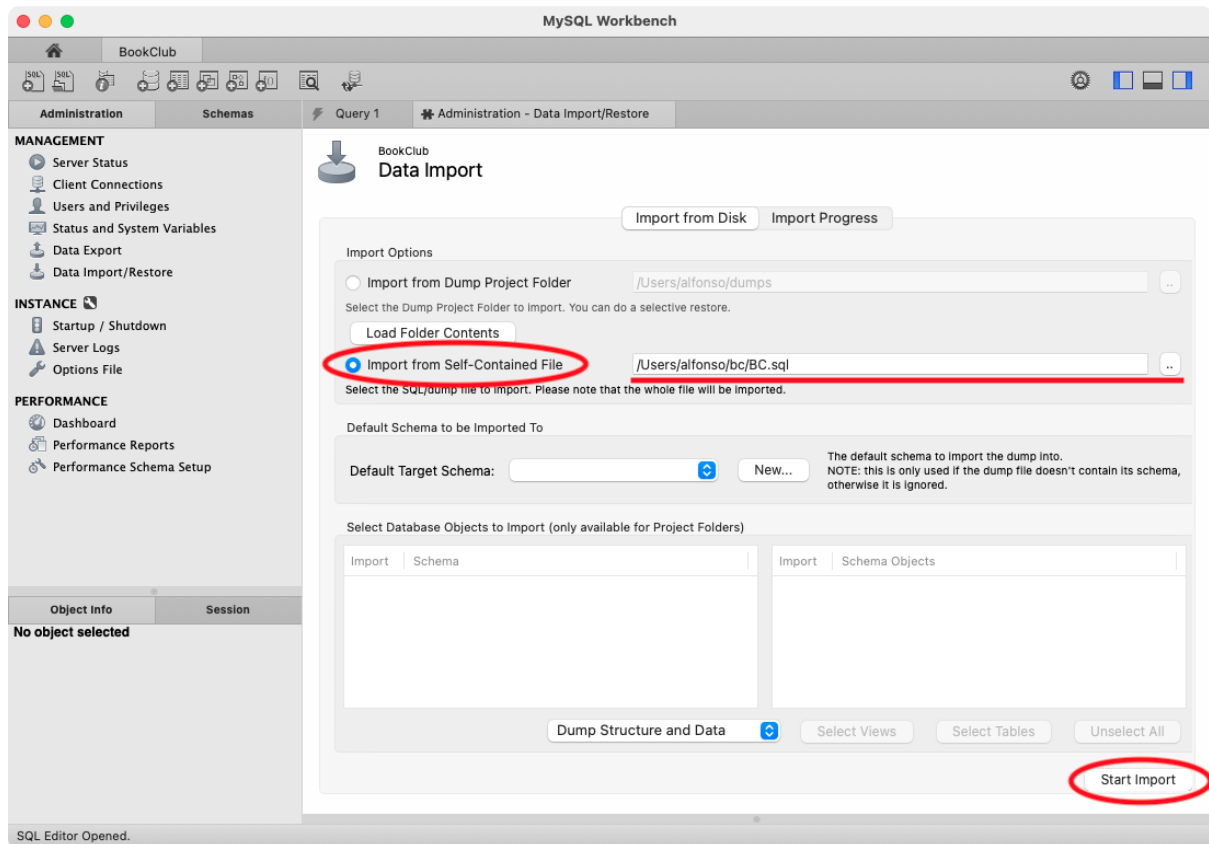 MySQL Workbench
BookClub
Administration
Schemas
Query 1
Administration - Data Import/Restore
MANAGEMENT
Server Status
Client Connections
Users and Privileges
Status and System Variables
Data Export
Data Import/Restore
INSTANCE
Startup / Shutdown
Server Logs
Options File
PERFORMANCE
Dashboard
Performance Reports
Performance Schema Setup
Object Info
Session
No object selected
BookClub
Data Import
Import from Disk
Import Progress
Import Options
Import from Dump Project Folder
/Users/alfonso/dumps
..
Select the Dump Project Folder to import. You can do a selective restore.
Load Folder Contents
Import from Self-Contained File
/Users/alfonso/bc/BC.sql
..
Select the SQL/dump file to import. Please note that the whole file will be imported.
Default Schema to be Imported To
Default Target Schema:
New...
The default schema to import the dump into.
NOTE: this is only used if the dump file doesn't contain its schema,
otherwise it is ignored.
Select Database Objects to Import (only available for Project Folders)
Import
Schema
Import
Schema Objects
Dump Structure and Data
Select Views
Select Tables
Unselect All
Start Import
SQL Editor Opened.